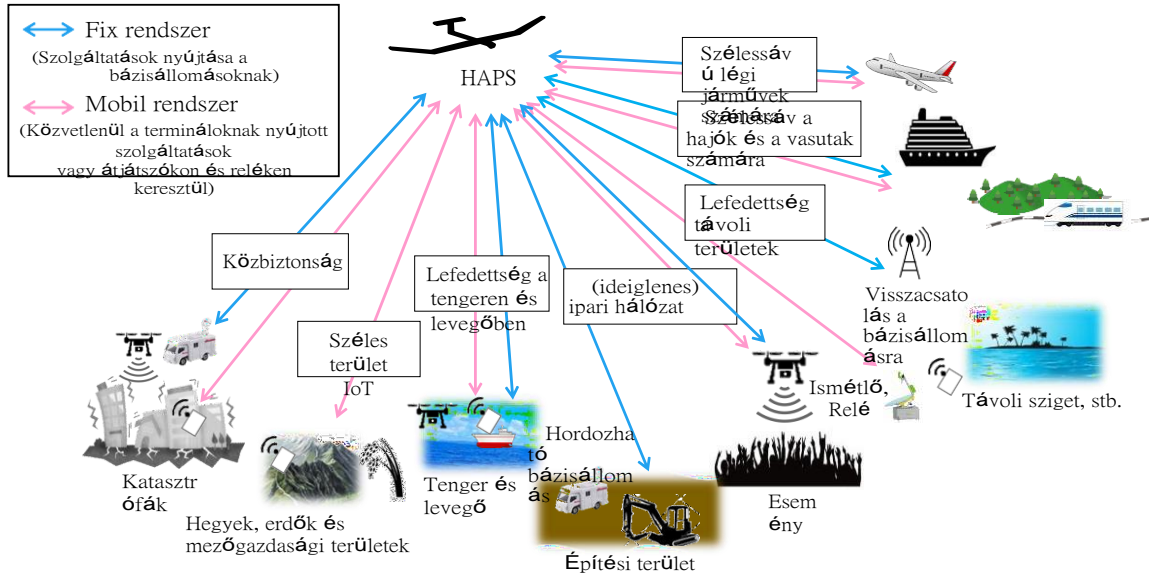 Fix rendszer
(Szolgáltatások nyújtása a
bázisállomásoknak)
Mobil rendszer
(Közvetlenül a termináloknak nyújtott
szolgáltatások
vagy átjátszókon és reléken
keresztül)
HAPS
Szélessáv
ú légi
járművek
számára
Szélessáv a
hajók és a vasutak
számára
Lefedettség
távoli
területek
Közbiztonság
Lefedettség a
tengeren és
levegőben
(ideiglenes)
ipari hálózat
Széles
terület
IoT
Visszacsato
lás a
bázisállom
ásra
Ismétlő,
Relé
Távoli sziget, stb.
Katasztr
ófák
Hegyek, erdők és
mezőgazdasági területek
Tenger és
levegő
Hordozha
tó
bázisállom
ás
Építési terület
Esem
ény